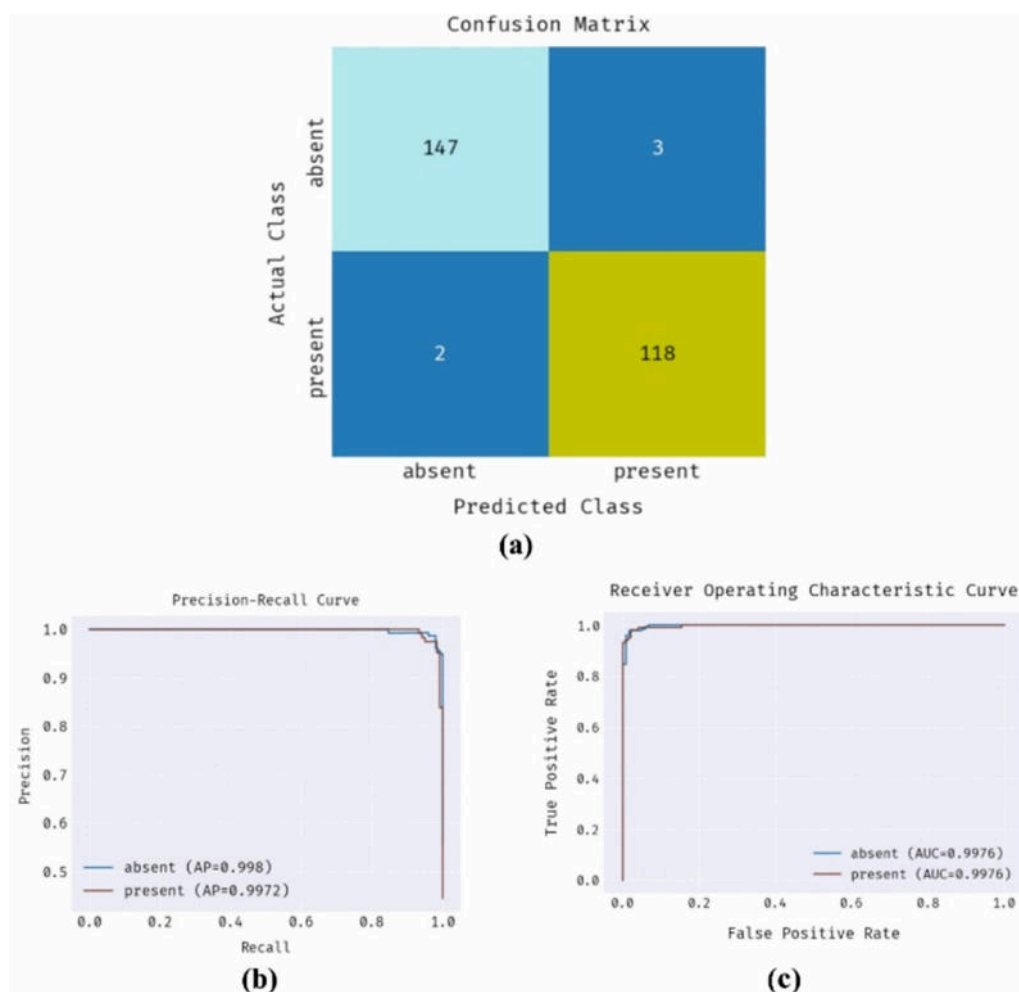 Confusion Matrix
Actual Class
absent
147
3
present
2
118
absent present
Predicted Class
(a)
Precision-Recall Curve
Precision
1.0
0.9
0.8
0.7
0.6
0.5
absent (AP=0.998)
present (AP=0.9972)
0.0 0.2 0.4 0.6 0.8 1.0
Recall
(b)
Receiver Operating Characteristic Curve
True Positive Rate
1.0
0.8
0.6
0.4
0.2
0.0
absent (AUC=0.9976)
present (AUC=0.9976)
0.0 0.2 0.4 0.6 0.8 1.0
False Positive Rate
(c)